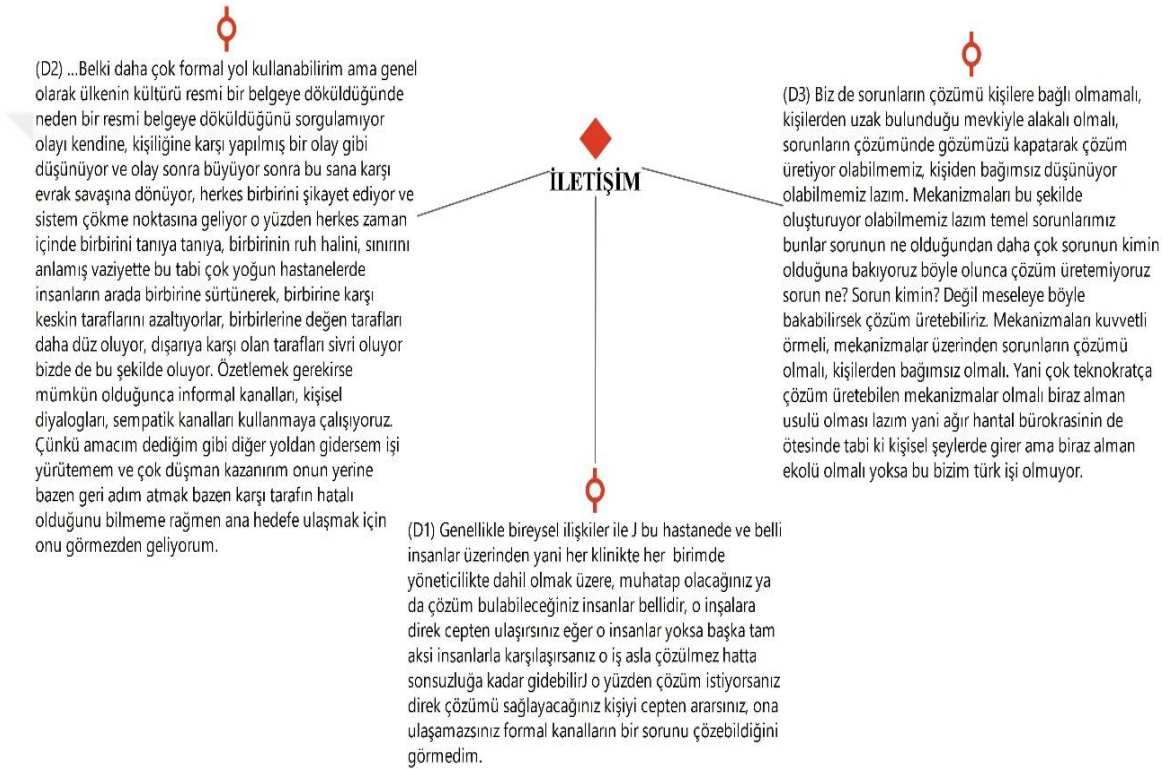 (D2) ...Belki daha çok formal yol kullanabilirim ama genel
olarak ülkenin kültürü resmi bir belgeye döküldüğünde
neden bir resmi belgeye döküldüğünü sorgulamıyor
olayı kendine, kişiliğine karşı yapılmış bir olay gibi
düşünüyor ve olay sonra büyüyor sonra bu sana karşı
evrak savaşına dönüyor, herkes birbirini şikayet ediyor ve
sistem çökme noktasına geliyor o yüzden herkes zaman
içinde birbirini tanıya tanıya, birbirinin ruh halini, sınırını
anlamış vaziyette bu tabi çok yoğun hastanelerde
insanların arada birbirine sürtünerek, birbirine karşı
keskin taraflarını azaltıyorlar, birbirlerine değen tarafları
daha düz oluyor, dışarıya karşı olan tarafları sivri oluyor
bizde de bu şekilde oluyor. Özetlemek gerekirse
mümkün olduğunca informal kanalları, kişisel
diyalogları, sempatik kanalları kullanmaya çalışıyoruz.
Çünkü amacım dediğim gibi diğer yoldan gidersem işi
yürütemem ve çok düşman kazanırım onun yerine
bazen geri adım atmak bazen karşı tarafın hatalı
olduğunu bilmeme rağmen ana hedefe ulaşmak için
onu görmezden geliyorum.
İLETİŞİM
(D3) Biz de sorunların çözümü kişilere bağlı olmamalı,
kişilerden uzak bulunduğu mevkiyle alakalı olmalı,
sorunların çözümünde gözümüzü kapatarak çözüm
üretiyor olabilmemiz, kişiden bağımsız düşünüyor
olabilmemiz lazım. Mekanizmaları bu şekilde
oluşturuyor olabilmemiz lazım temel sorunlarımız
bunlar sorunun ne olduğundan daha çok sorunun kimin
olduğuna bakıyoruz böyle olunca çözüm üretemiyoruz
sorun ne? Sorun kimin? Değil meseleye böyle
bakabilirsek çözüm üretebiliriz. Mekanizmaları kuvvetli
örmeli, mekanizmalar üzerinden sorunların çözümü
olmalı, kişilerden bağımsız olmalı. Yani çok teknokratça
çözüm üretebilen mekanizmalar olmalı biraz alman
usulü olması lazım yani ağır hantal bürokrasinin de
ötesinde tabi ki kişisel şeylerde girer ama biraz alman
ekolü olmalı yoksa bu bizim türk işi olmuyor.
(D1) Genellikle bireysel ilişkiler ile J bu hastanede ve belli
insanlar üzerinden yani her klinikte her birimde
yöneticilikte dahil olmak üzere, muhatap olacağınız ya
da çözüm bulabileceğiniz insanlar bellidir, o inşalara
direk cepten ulaşırsınız eğer o insanlar yoksa başka tam
aksi insanlarla karşılaşırsanız o iş asla çözülmez hatta
sonsuzluğa kadar gidebilirJ o yüzden çözüm istiyorsanız
direk çözümü sağlayacağınız kişiyi cepten ararsınız, ona
ulaşamazsınız formal kanalların bir sorunu çözebildiğini
görmedim.